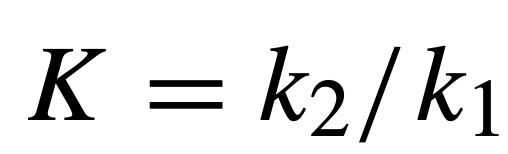 K = k₂/k₁